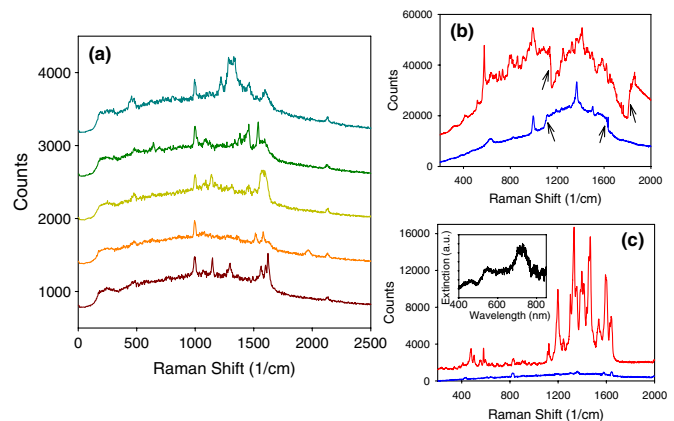 (a)
4000
3000
2000
1000
Counts
0 500 1000 1500 2000 2500
Raman Shift (1/cm)
(b)
60000
40000
20000
0
Counts
400 800 1200 1600 2000
Raman Shift (1/cm)
(c)
16000
12000
8000
4000
0
Counts
Extinction (a.u.)
400 600 800
Wavelength (nm)
400 800 1200 1600 2000
Raman Shift (1/cm)